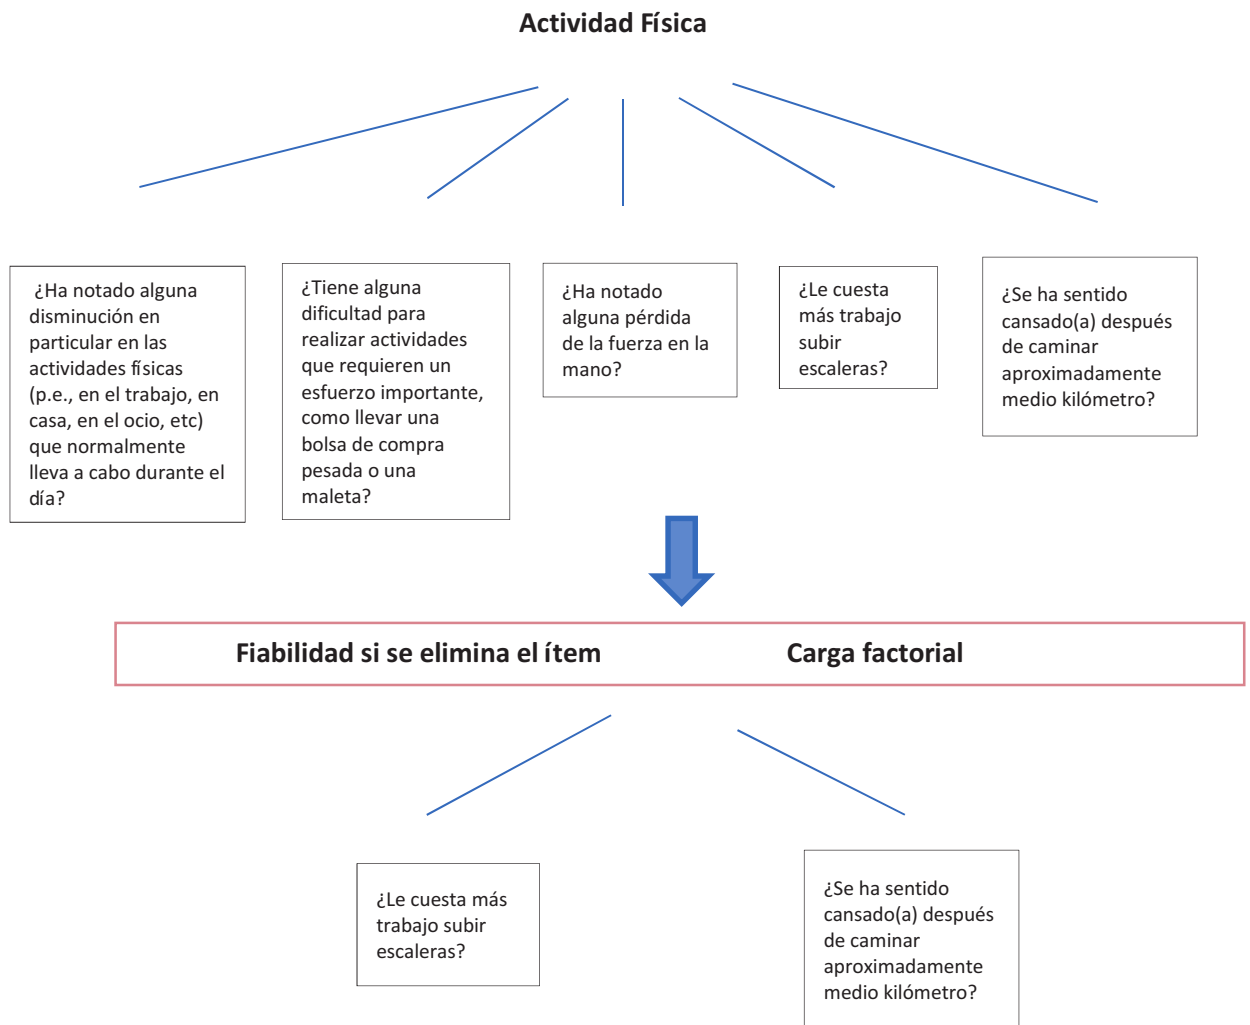 Actividad Física
¿Ha notado alguna
disminución en
particular en las
actividades físicas
(p.e., en el trabajo, en
casa, en el ocio, etc)
que normalmente
lleva a cabo durante el
día?
¿Tiene alguna
dificultad para
realizar actividades
que requieren un
esfuerzo importante,
como llevar una
bolsa de compra
pesada o una
maleta?
¿Ha notado
alguna pérdida
de la fuerza en la
mano?
¿Le cuesta
más trabajo
subir
escaleras?
¿Se ha sentido
cansado(a) después
de caminar
aproximadamente
medio kilómetro?
Fiabilidad si se elimina el ítem
Carga factorial
¿Le cuesta más
trabajo subir
escaleras?
¿Se ha sentido
cansado(a) después
de caminar
aproximadamente
medio kilómetro?